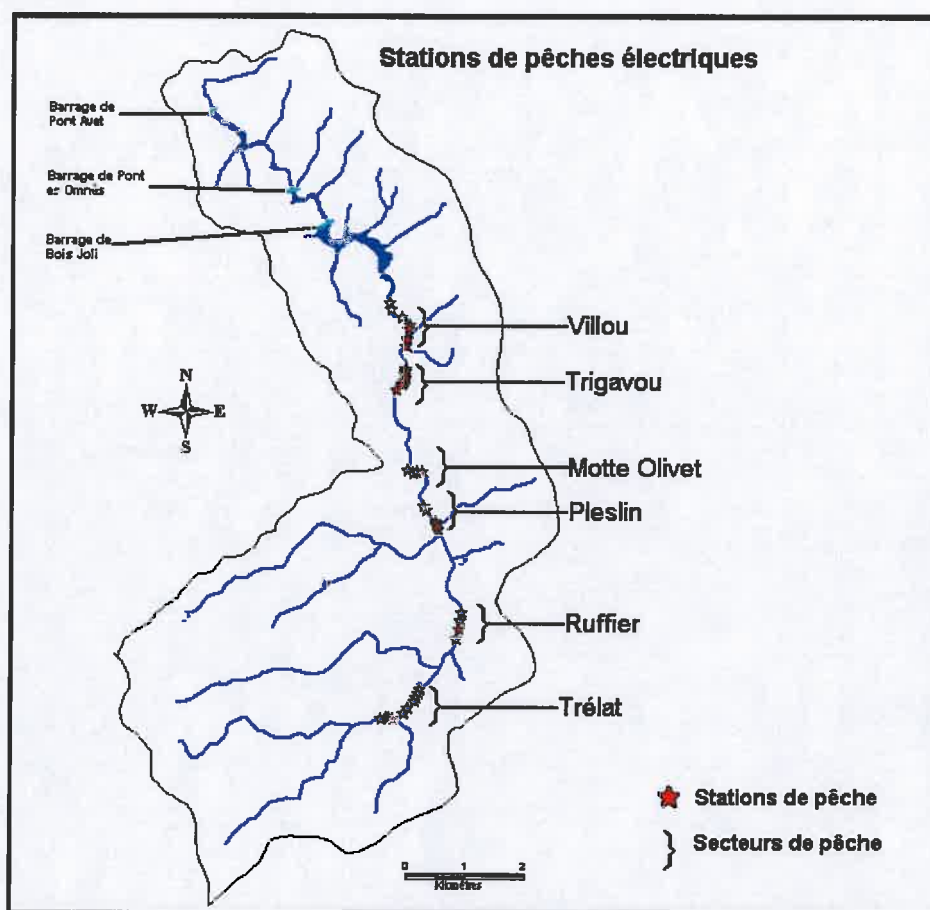 Stations de pêches électriques
Barrage de
Pont Avet
Barrage de Pont
es Omnès
Barrage de
Bois Joli
Villou
Trigavou
N
W E
S
Motte Olivet
Pleslin
Ruffier
Trélat
Stations de pêche
Secteurs de pêche
0 1 2
Kilomètres